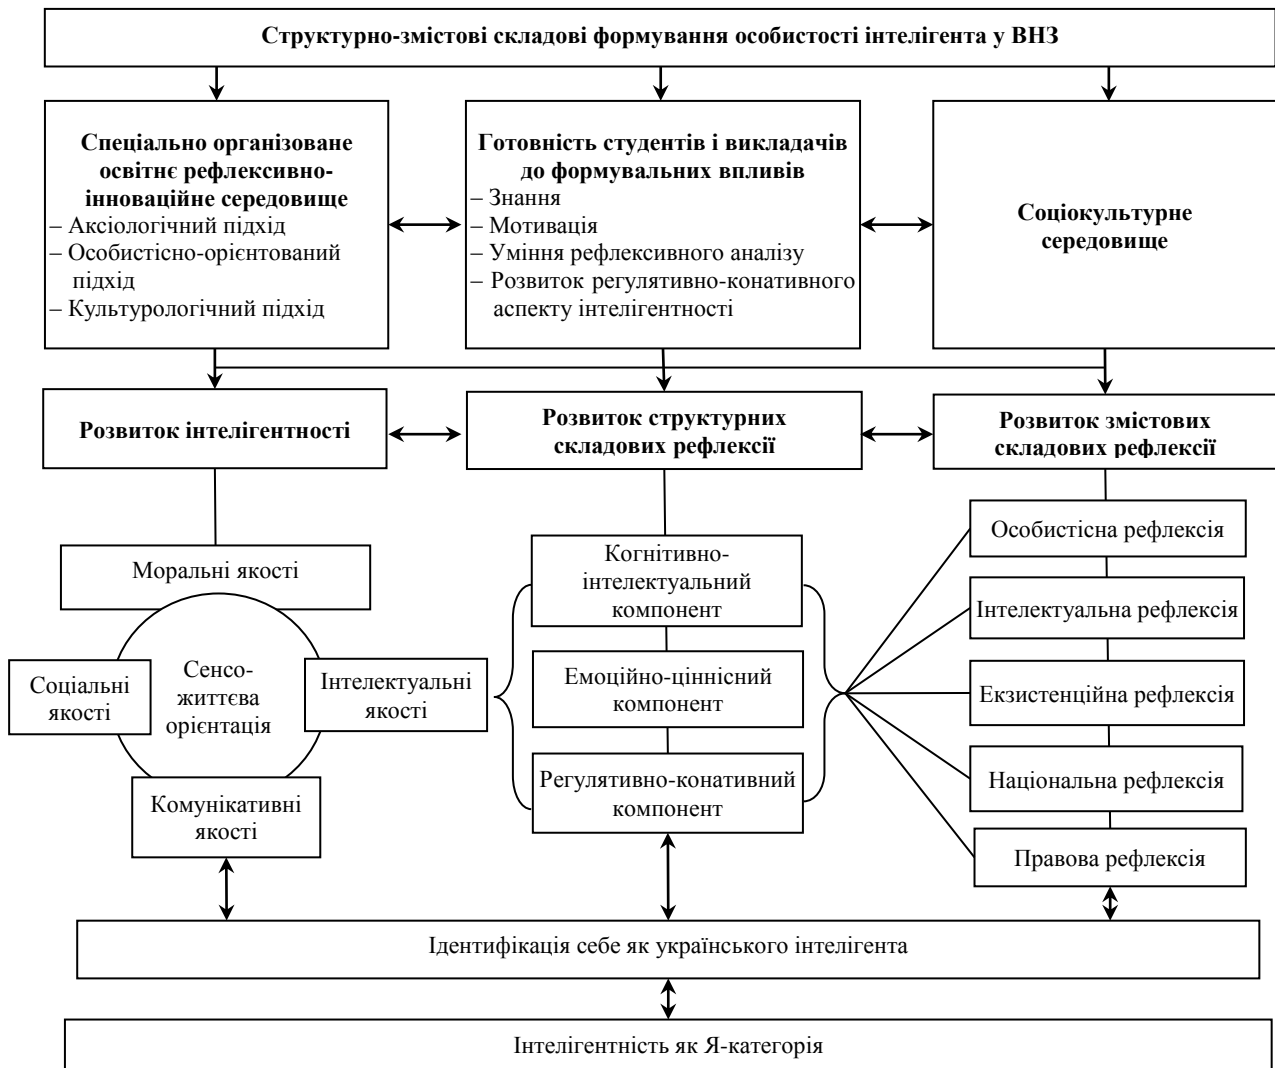 Структурно-змістові складові формування особистості інтелігента у ВНЗ
Спеціально організоване
освітнє рефлексивно-
інноваційне середовище
– Аксіологічний підхід
– Особистісно-орієнтований
підхід
– Культурологічний підхід
Готовність студентів і викладачів
до формувальних впливів
– Знання
– Мотивація
– Уміння рефлексивного аналізу
– Розвиток регулятивно-конативного
аспекту інтелігентності
Соціокультурне
середовище
Розвиток інтелігентності
Розвиток структурних
складових рефлексії
Розвиток змістових
складових рефлексії
Моральні якості
Соціальні
якості
Сенсо-
життєва
орієнтація
Інтелектуальні
якості
Комунікативні
якості
Когнітивно-
інтелектуальний
компонент
Емоційно-ціннісний
компонент
Регулятивно-конативний
компонент
Особистісна рефлексія
Інтелектуальна рефлексія
Екзистенційна рефлексія
Національна рефлексія
Правова рефлексія
Ідентифікація себе як українського інтелігента
Інтелігентність як Я-категорія